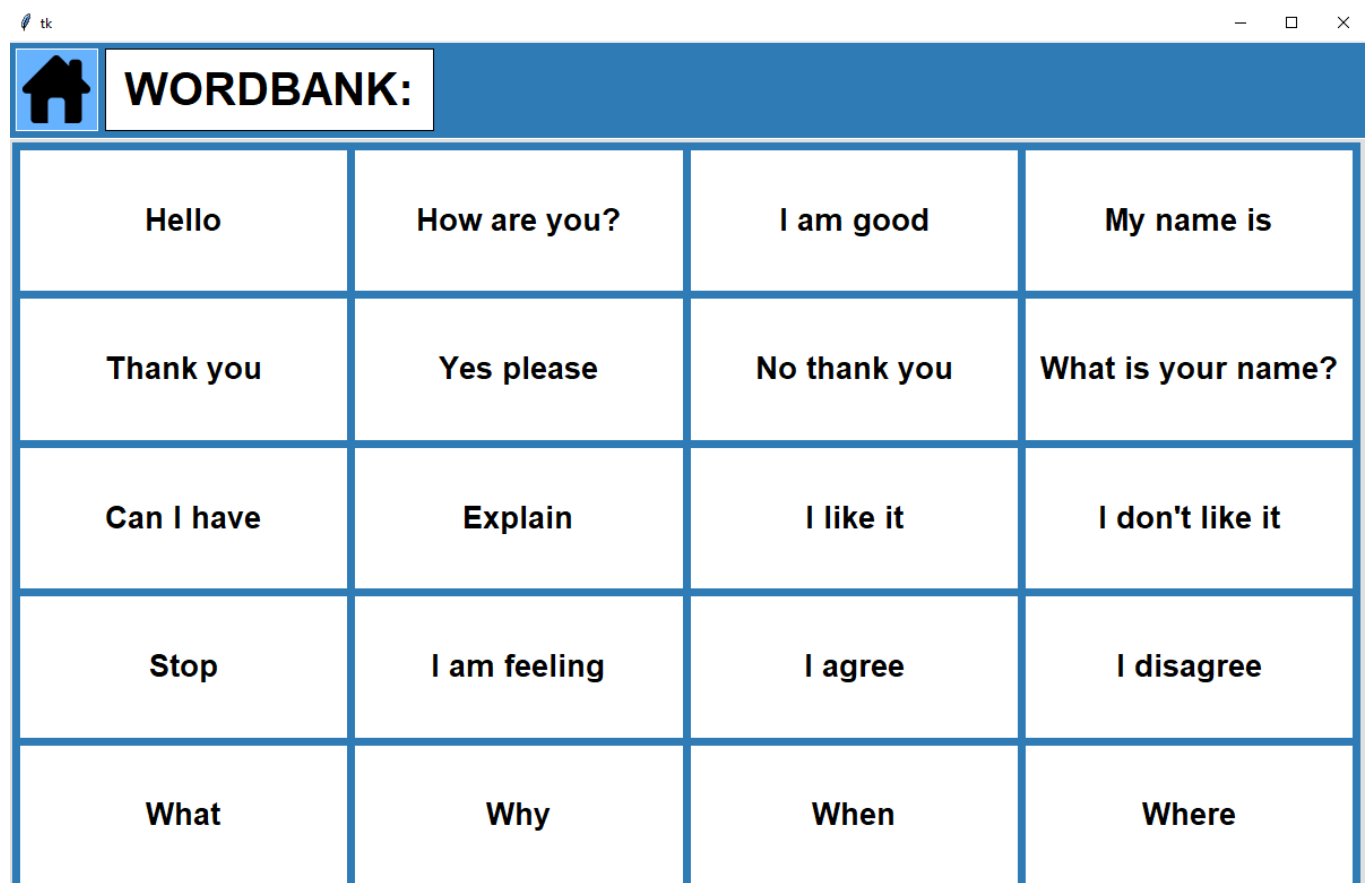 tk
WORDBANK:
Hello
How are you?
I am good
My name is
Thank you
Yes please
No thank you
What is your name?
Can I have
Explain
I like it
I don't like it
Stop
I am feeling
I agree
I disagree
What
Why
When
Where